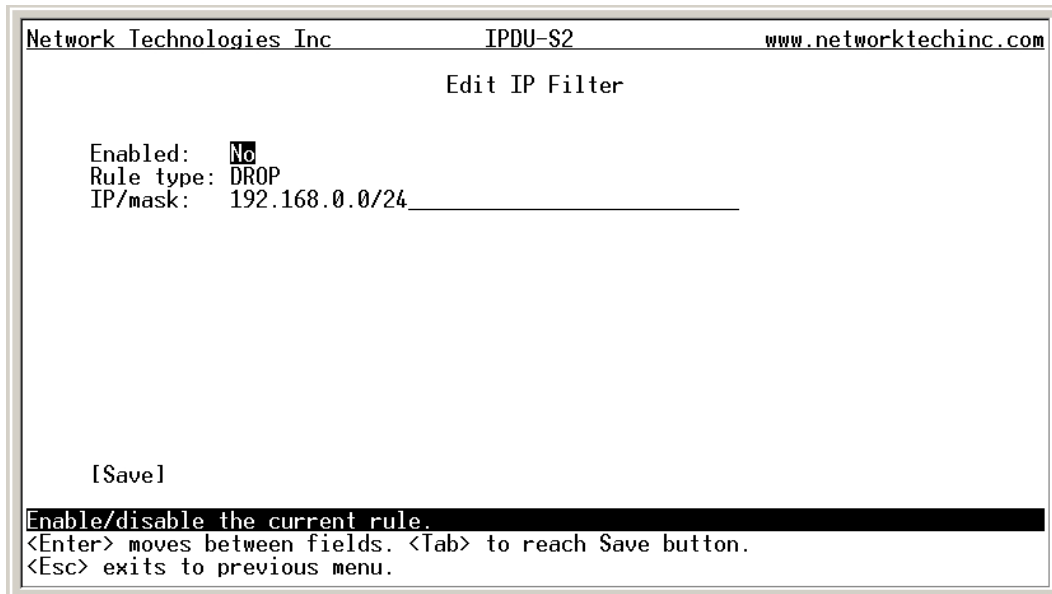 Network Technologies Inc IPDU-S2 www.networktechinc.com
Edit IP Filter
Enabled: No
Rule type: DROP
IP/mask: 192.168.0.0/24
[Save]
Enable/disable the current rule.
<Enter> moves between fields. <Tab> to reach Save button.
<Esc> exits to previous menu.